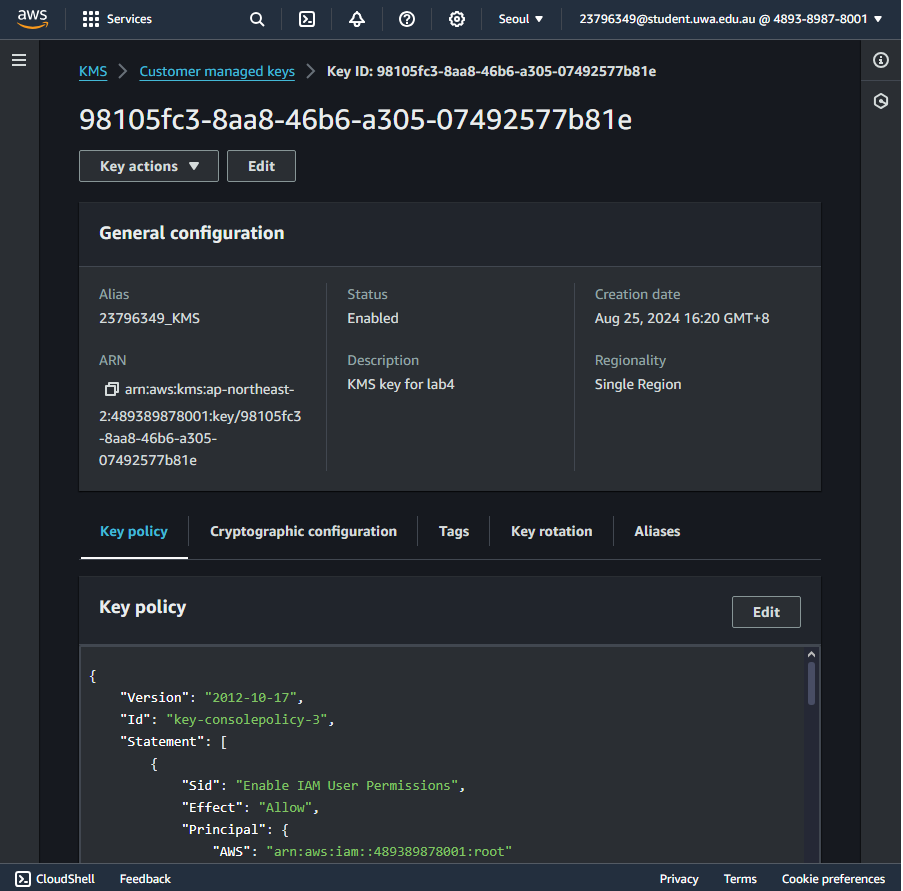 aws
Services
Seoul
23796349@student.uwa.edu.au @ 4893-8987-8001
KMS
Customer managed keys
Key ID: 98105fc3-8aa8-46b6-a305-07492577b81e
98105fc3-8aa8-46b6-a305-07492577b81e
Key actions
Edit
General configuration
Alias
23796349_KMS
ARN
arn:aws:kms:ap-northeast-
2:489389878001:key/98105fc3
-8aa8-46b6-a305-
07492577b81e
Status
Enabled
Description
KMS key for lab4
Creation date
Aug 25, 2024 16:20 GMT+8
Regionality
Single Region
Key policy
Cryptographic configuration
Tags
Key rotation
Aliases
Key policy
Edit
{
"Version": "2012-10-17",
"Id": "key-consolepolicy-3",
"Statement": [
{
"Sid": "Enable IAM User Permissions",
"Effect": "Allow",
"Principal": {
"AWS": "arn:aws:iam::489389878001:root"
CloudShell
Feedback
Privacy
Terms
Cookie preferences